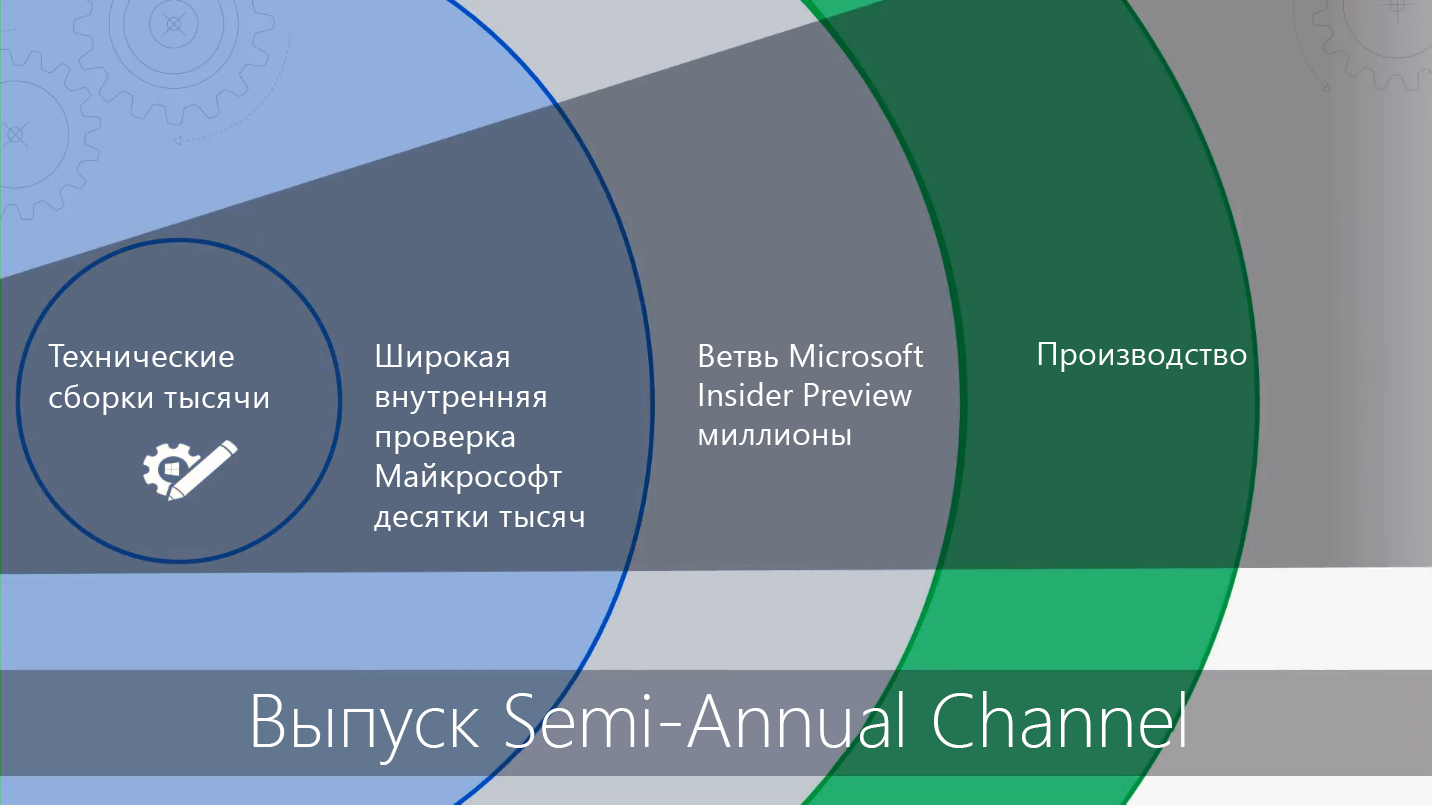 Технические
сборки тысячи
Широкая
внутренняя
проверка
Майкрософт
десятки тысяч
Ветвь Microsoft
Insider Preview
миллионы
Производство
Выпуск Semi-Annual Channel